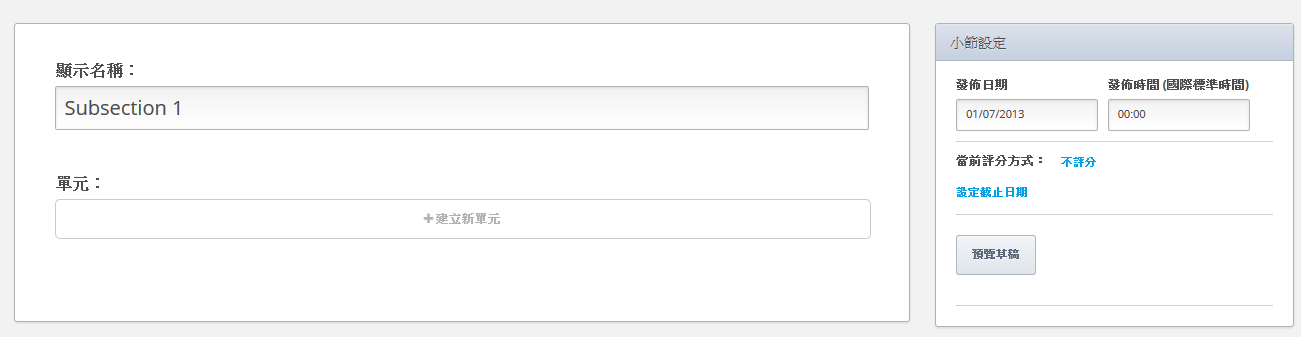 顯示名稱：
Subsection 1
單元：
+建立新單元
小節設定
發佈日期
發佈時間 (國際標準時間)
01/07/2013
00:00
當前評分方式： 不評分
設定截止日期
預覽草稿